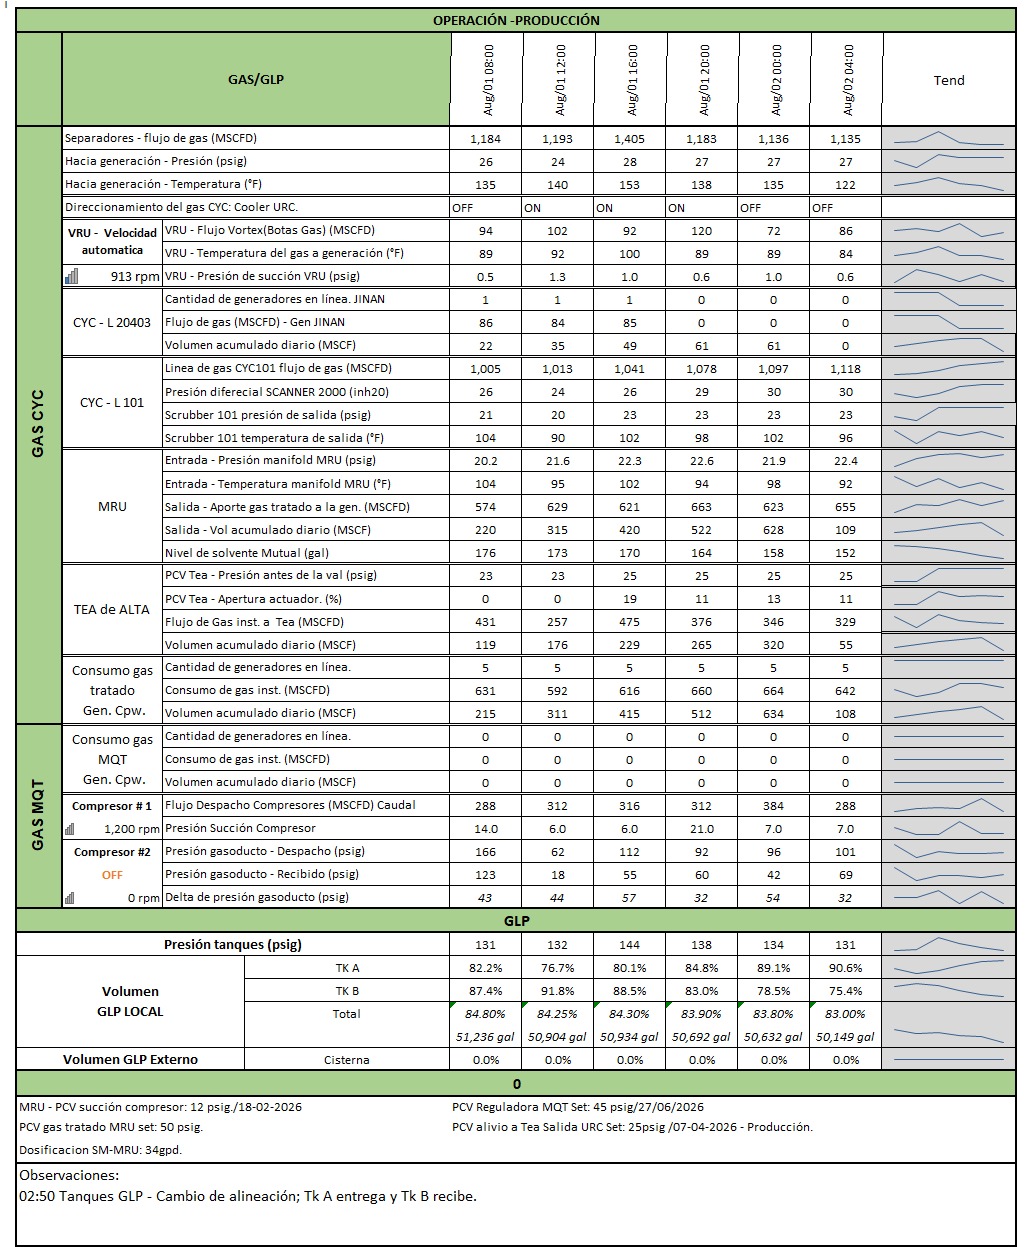 OPERACIÓN -PRODUCCIÓN
GAS/GLP Aug/01 08:00 Aug/01 12:00 Aug/01 16:00 Aug/01 20:00 Aug/02 00:00 Aug/02 04:00 Tend
GAS CYC
Separadores - flujo de gas (MSCFD) 1,184 1,193 1,405 1,183 1,136 1,135
Hacia generación - Presión (psig) 26 24 28 27 27 27
Hacia generación - Temperatura (°F) 135 140 153 138 135 122
Direccionamiento del gas CYC: Cooler URC. OFF ON ON ON OFF OFF
VRU - Velocidad automatica
913 rpm
VRU - Flujo Vortex(Botas Gas) (MSCFD) 94 102 92 120 72 86
VRU - Temperatura del gas a generación (°F) 89 92 100 89 89 84
VRU - Presión de succión VRU (psig) 0.5 1.3 1.0 0.6 1.0 0.6
CYC - L 20403
Cantidad de generadores en línea. JINAN 1 1 1 0 0 0
Flujo de gas (MSCFD) - Gen JINAN 86 84 85 0 0 0
Volumen acumulado diario (MSCF) 22 35 49 61 61 0
CYC - L 101
Linea de gas CYC101 flujo de gas (MSCFD) 1,005 1,013 1,041 1,078 1,097 1,118
Presión diferecial SCANNER 2000 (inh20) 26 24 26 29 30 30
Scrubber 101 presión de salida (psig) 21 20 23 23 23 23
Scrubber 101 temperatura de salida (°F) 104 90 102 98 102 96
MRU
Entrada - Presión manifold MRU (psig) 20.2 21.6 22.3 22.6 21.9 22.4
Entrada - Temperatura manifold MRU (°F) 104 95 102 94 98 92
Salida - Aporte gas tratado a la gen. (MSCFD) 574 629 621 663 623 655
Salida - Vol acumulado diario (MSCF) 220 315 420 522 628 109
Nivel de solvente Mutual (gal) 176 173 170 164 158 152
TEA de ALTA
PCV Tea - Presión antes de la val (psig) 23 23 25 25 25 25
PCV Tea - Apertura actuador. (%) 0 0 19 11 13 11
Flujo de Gas inst. a Tea (MSCFD) 431 257 475 376 346 329
Volumen acumulado diario (MSCF) 119 176 229 265 320 55
Consumo gas tratado Gen. Cpw.
Cantidad de generadores en línea. 5 5 5 5 5 5
Consumo de gas inst. (MSCFD) 631 592 616 660 664 642
Volumen acumulado diario (MSCF) 215 311 415 512 634 108
GAS MQT
Consumo gas MQT Gen. Cpw.
Cantidad de generadores en línea. 0 0 0 0 0 0
Consumo de gas inst. (MSCFD) 0 0 0 0 0 0
Volumen acumulado diario (MSCF) 0 0 0 0 0 0
Compresor # 1 Flujo Despacho Compresores (MSCFD) Caudal 288 312 316 312 384 288
1,200 rpm Presión Succión Compresor 14.0 6.0 6.0 21.0 7.0 7.0
Compresor #2 Presión gasoducto - Despacho (psig) 166 62 112 92 96 101
OFF Presión gasoducto - Recibido (psig) 123 18 55 60 42 69
0 rpm Delta de presión gasoducto (psig) 43 44 57 32 54 32
GLP
Presión tanques (psig) 131 132 144 138 134 131
Volumen GLP LOCAL
TK A 82.2% 76.7% 80.1% 84.8% 89.1% 90.6%
TK B 87.4% 91.8% 88.5% 83.0% 78.5% 75.4%
Total 84.80% 84.25% 84.30% 83.90% 83.80% 83.00%
51,236 gal 50,904 gal 50,934 gal 50,692 gal 50,632 gal 50,149 gal
Volumen GLP Externo Cisterna 0.0% 0.0% 0.0% 0.0% 0.0% 0.0%
0
MRU - PCV succión compresor: 12 psig./18-02-2026 PCV Reguladora MQT Set: 45 psig/27/06/2026
PCV gas tratado MRU set: 50 psig. PCV alivio a Tea Salida URC Set: 25psig /07-04-2026 - Producción.
Dosificacion SM-MRU: 34gpd.
Observaciones:
02:50 Tanques GLP - Cambio de alineación; Tk A entrega y Tk B recibe.